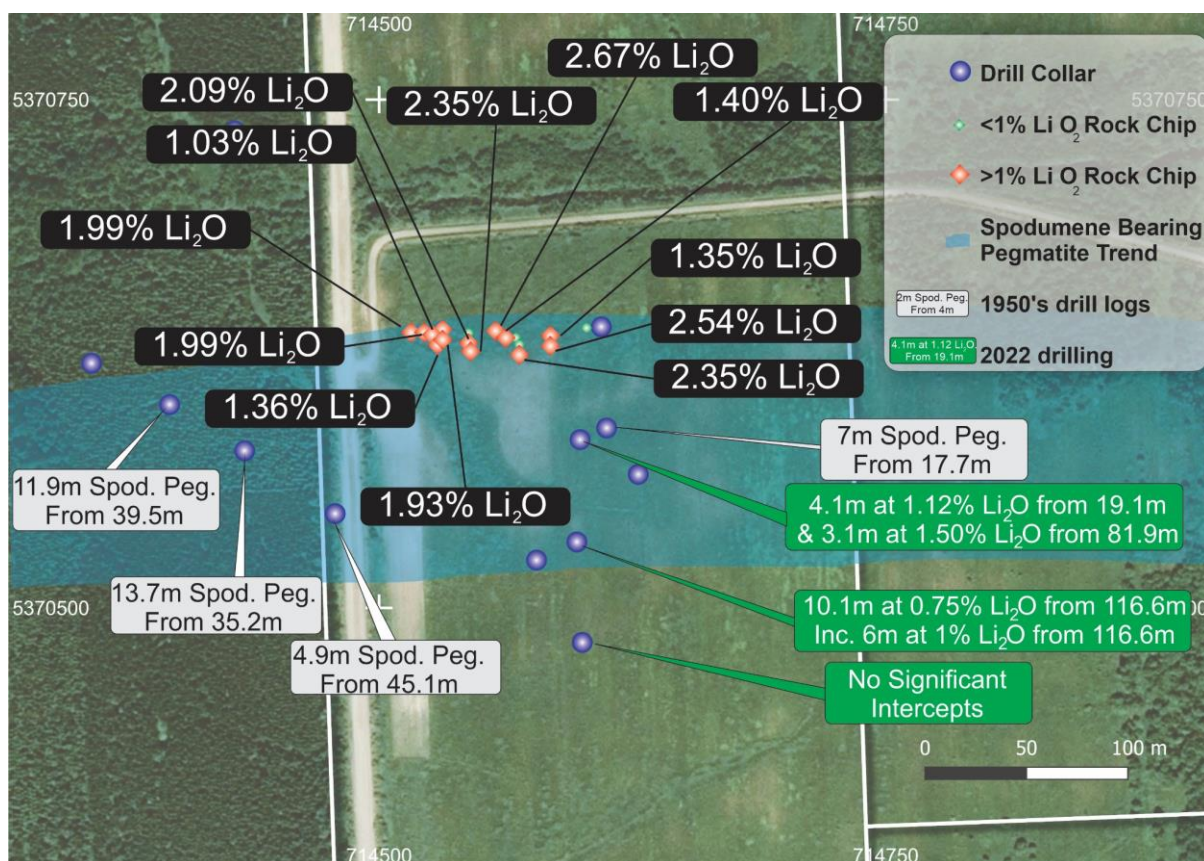 714500
714750
2.67% Li₂O
2.09% Li₂O
2.35% Li₂O
1.40% Li₂O
5370750
5370750
1.03% Li₂O
1.99% Li₂O
1.35% Li₂O
1.99% Li₂O
2.54% Li₂O
1.36% Li₂O
2.35% Li₂O
1.93% Li₂O
Drill Collar
<1% Li O₂ Rock Chip
>1% Li O₂ Rock Chip
Spodumene Bearing
Pegmatite Trend
2m Spod. Peg.
From 4m
1950's drill logs
4.1m at 1.12 Li₂O.
From 19.1m
2022 drilling
11.9m Spod. Peg.
From 39.5m
7m Spod. Peg.
From 17.7m
4.1m at 1.12% Li₂O from 19.1m
& 3.1m at 1.50% Li₂O from 81.9m
5370500
13.7m Spod. Peg.
From 35.2m
10.1m at 0.75% Li₂O from 116.6m
Inc. 6m at 1% Li₂O from 116.6m
4.9m Spod. Peg.
From 45.1m
No Significant
Intercepts
0 50 100 m
714500
714750